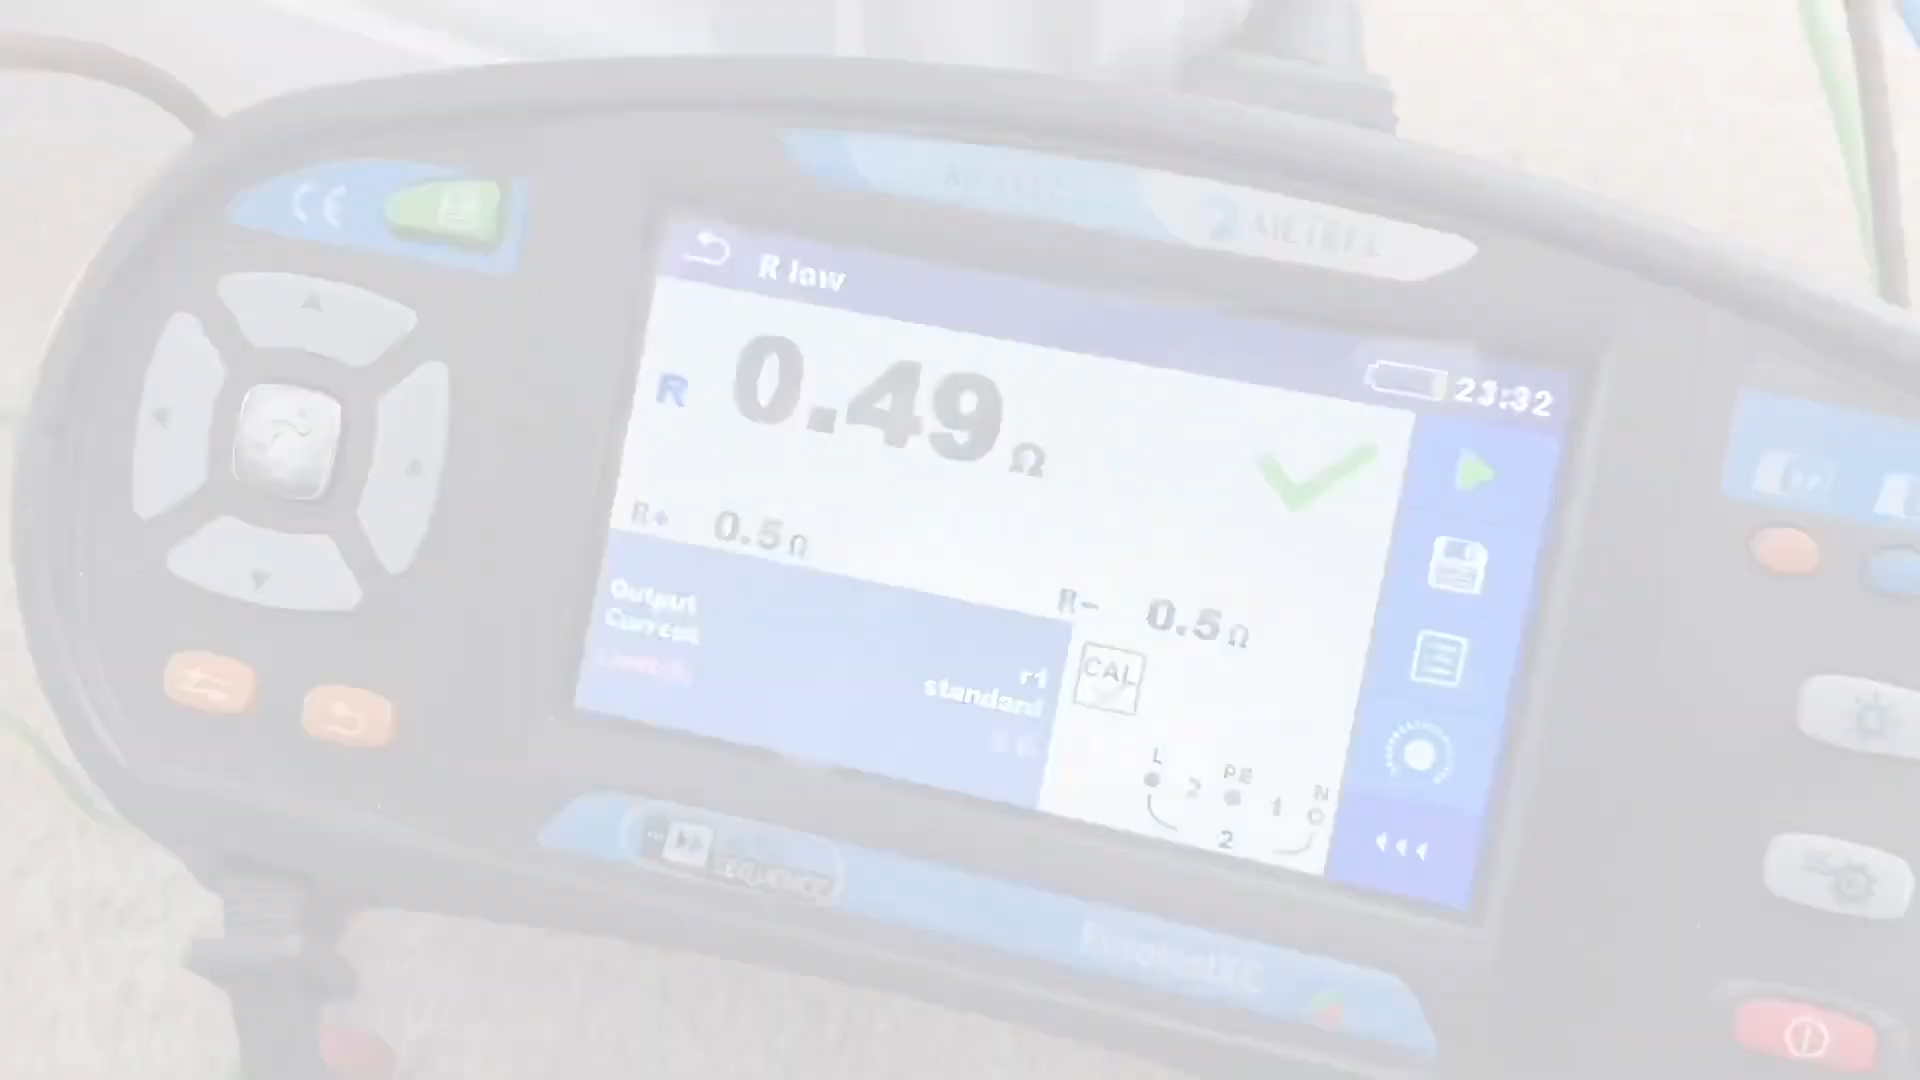 CE
METREL
R low
23:32
R 0.49 Ω
R+ 0.5 Ω
R- 0.5 Ω
Output
Current
r1
standard
CAL
L 2 PE 1 N
2